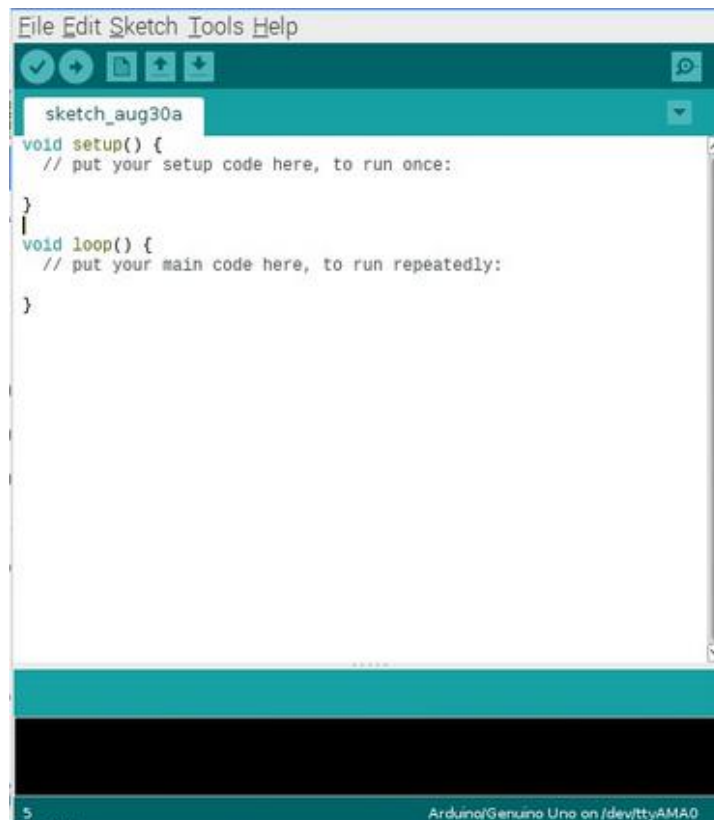 File Edit Sketch Tools Help
sketch_aug30a
void setup() {
  // put your setup code here, to run once:
}
void loop() {
  // put your main code here, to run repeatedly:
}
5
Arduino/Genuino Uno on /dev/ttyAMA0